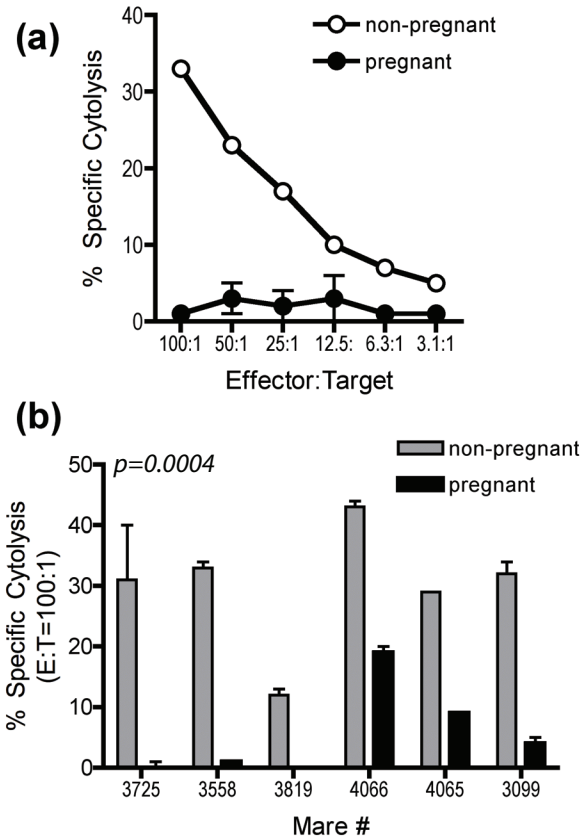 (a)
non-pregnant
pregnant
% Specific Cytolysis
40
30
20
10
0
100:1 50:1 25:1 12.5: 6.3:1 3.1:1
Effector:Target
(b)
non-pregnant
pregnant
p=0.0004
% Specific Cytolysis
(E:T=100:1)
50
40
30
20
10
0
3725 3558 3819 4066 4065 3099
Mare #